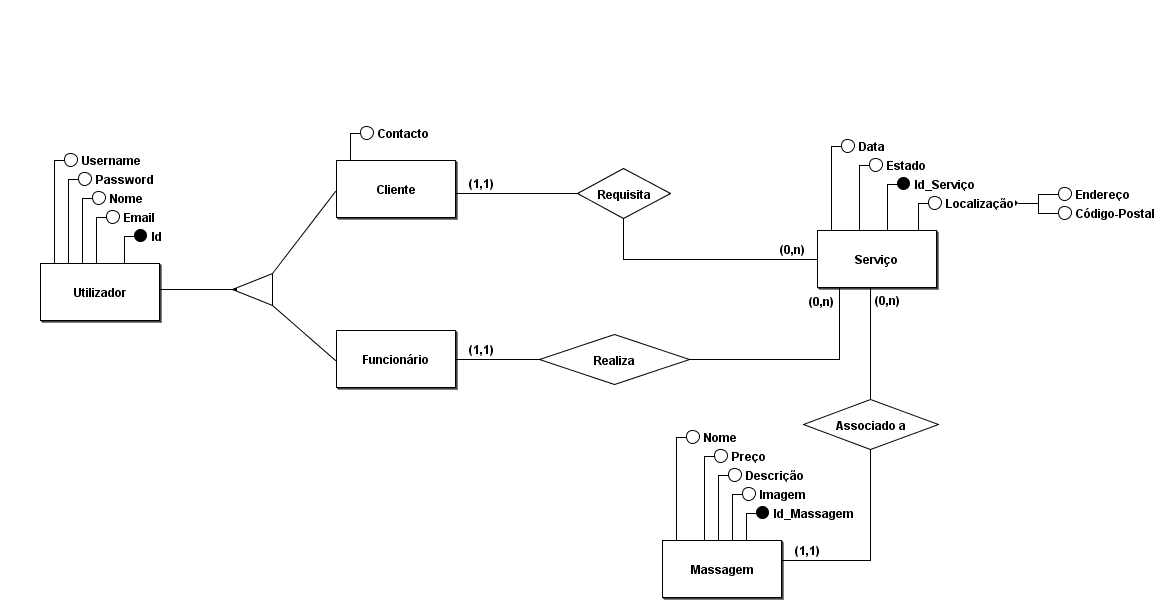 Username
Password
Nome
Email
Id
Utilizador
Contacto
Cliente
(1,1)
Requisita
(0,n)
Funcionário
(1,1)
Realiza
(0,n)
Data
Estado
Id_Serviço
Localização
Endereço
Código-Postal
Serviço
(0,n)
Associado a
Nome
Preço
Descrição
Imagem
Id_Massagem
Massagem
(1,1)